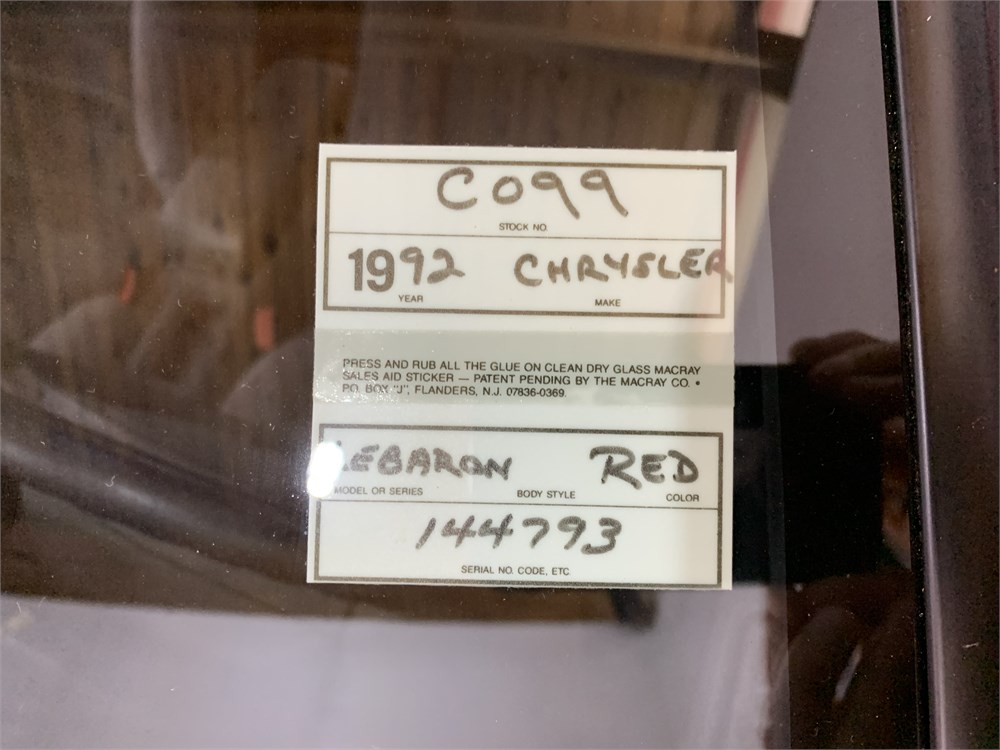 C099
STOCK NO.
1992 CHRYSLER
YEAR MAKE
PRESS AND RUB ALL THE GLUE ON CLEAN DRY GLASS MACRAY
SALES AID STICKER — PATENT PENDING BY THE MACRAY CO. •
P.O. BOX "J", FLANDERS, N.J. 07836-0369
LEBARON RED
MODEL OR SERIES BODY STYLE COLOR
144793
SERIAL NO. CODE, ETC.